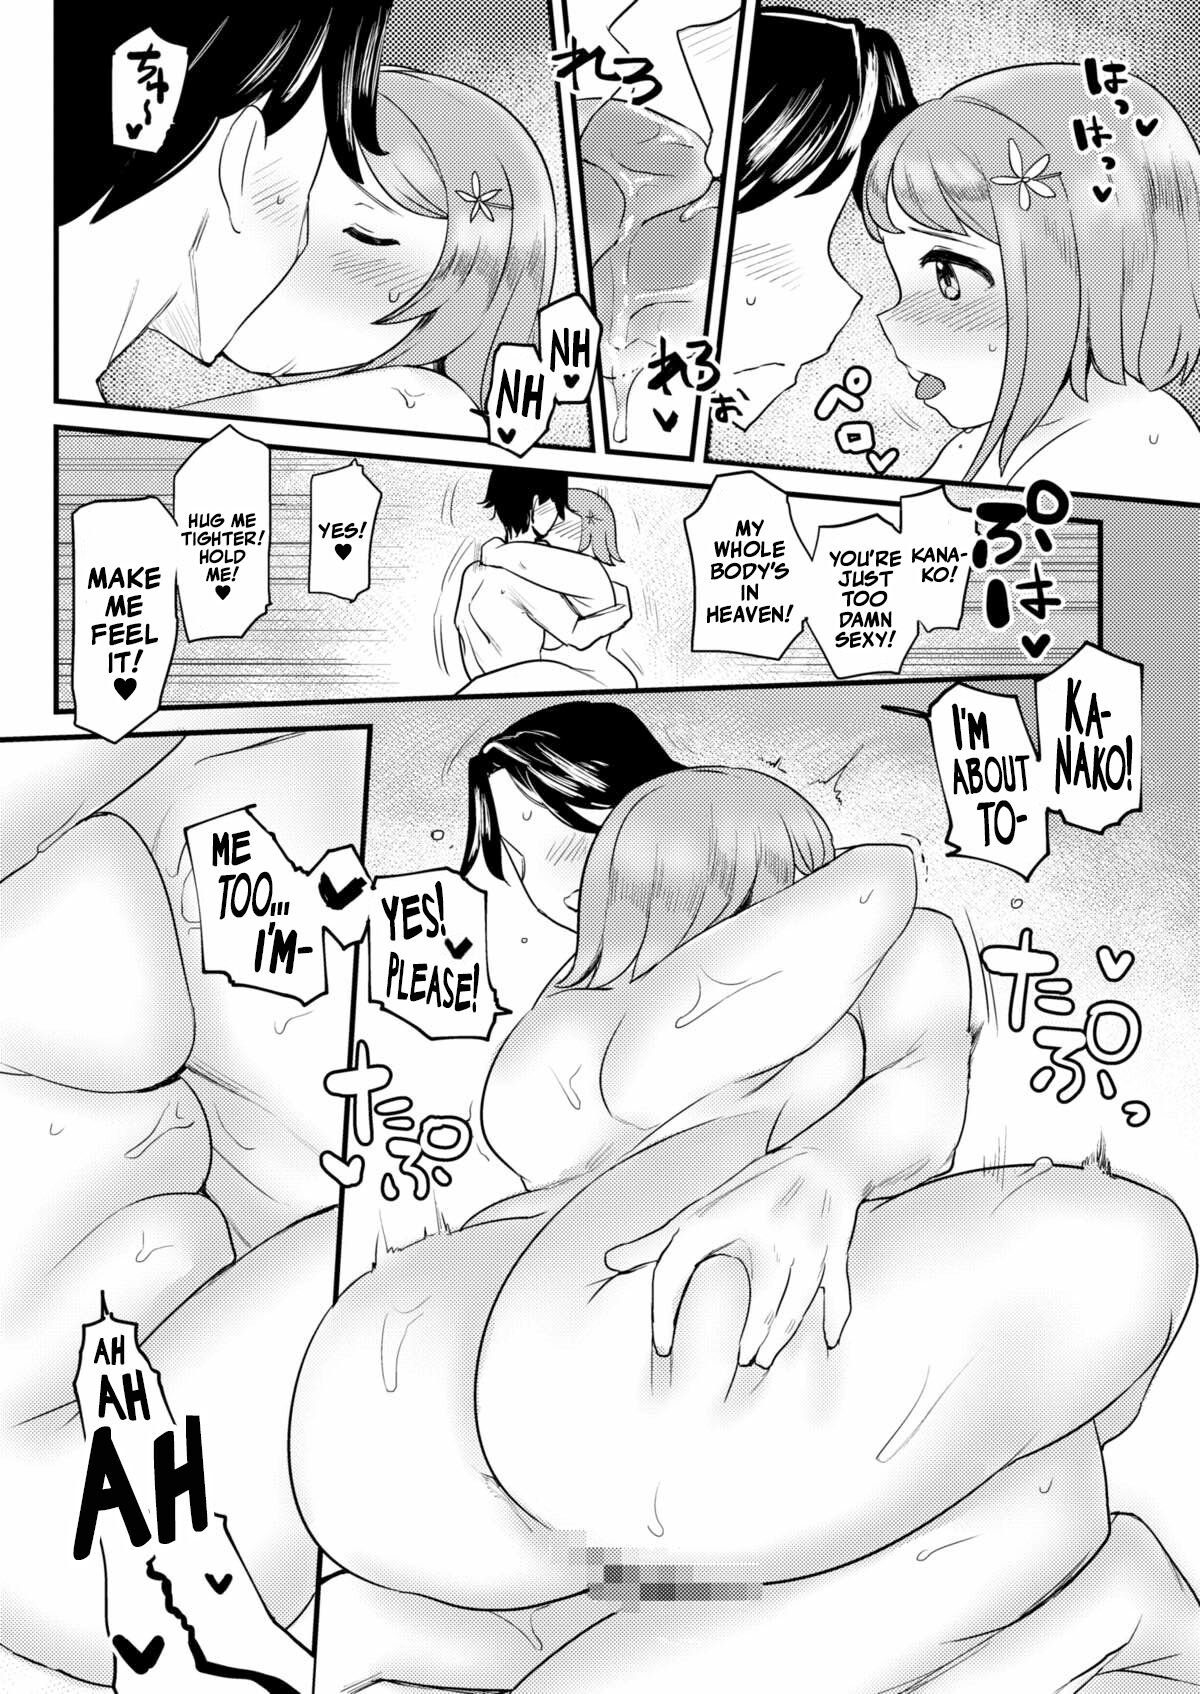 はっ♥
はっ♥
ペロ♥
れろ
れろ♥
お
ちゅ〜♥
NH
♥
NH
♥
ぷはー♥
KANA-
KO!
YOU'RE
JUST
TOO
DAMN
SEXY!
MY
WHOLE
BODY'S
IN
HEAVEN!
YES!
♥
HUG ME
TIGHTER!
HOLD
ME!
♥
MAKE
ME
FEEL
IT!
♥
KA-
NAKO!
I'M
ABOUT
TO-
たぷっ♥
YES!
♥
PLEASE!
たぷ♥
ME
TOO...
♥
I'M-
AH
AH
AH
♥